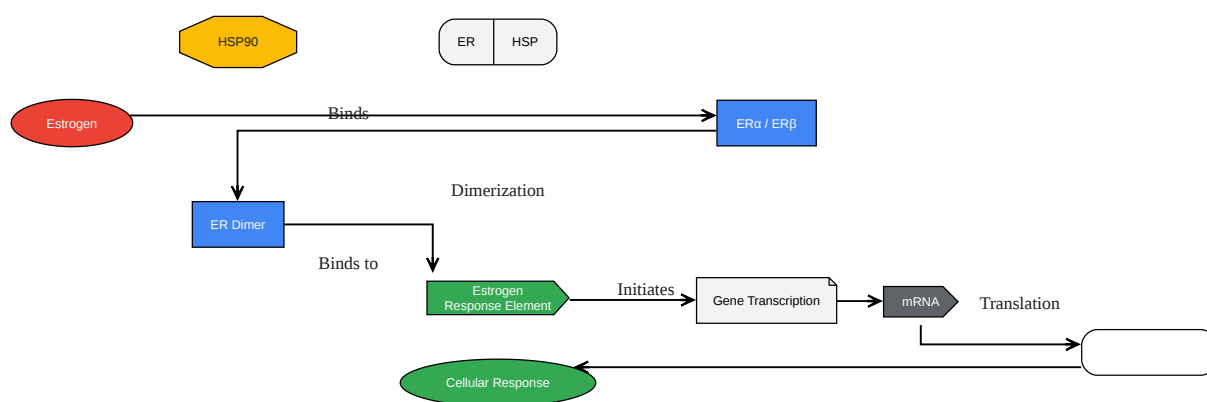 HSP90
ER
HSP
Estrogen
Binds
ERα / ERβ
Dimerization
ER Dimer
Binds to
Estrogen
Response Element
Initiates
Gene Transcription
mRNA
Translation
Cellular Response